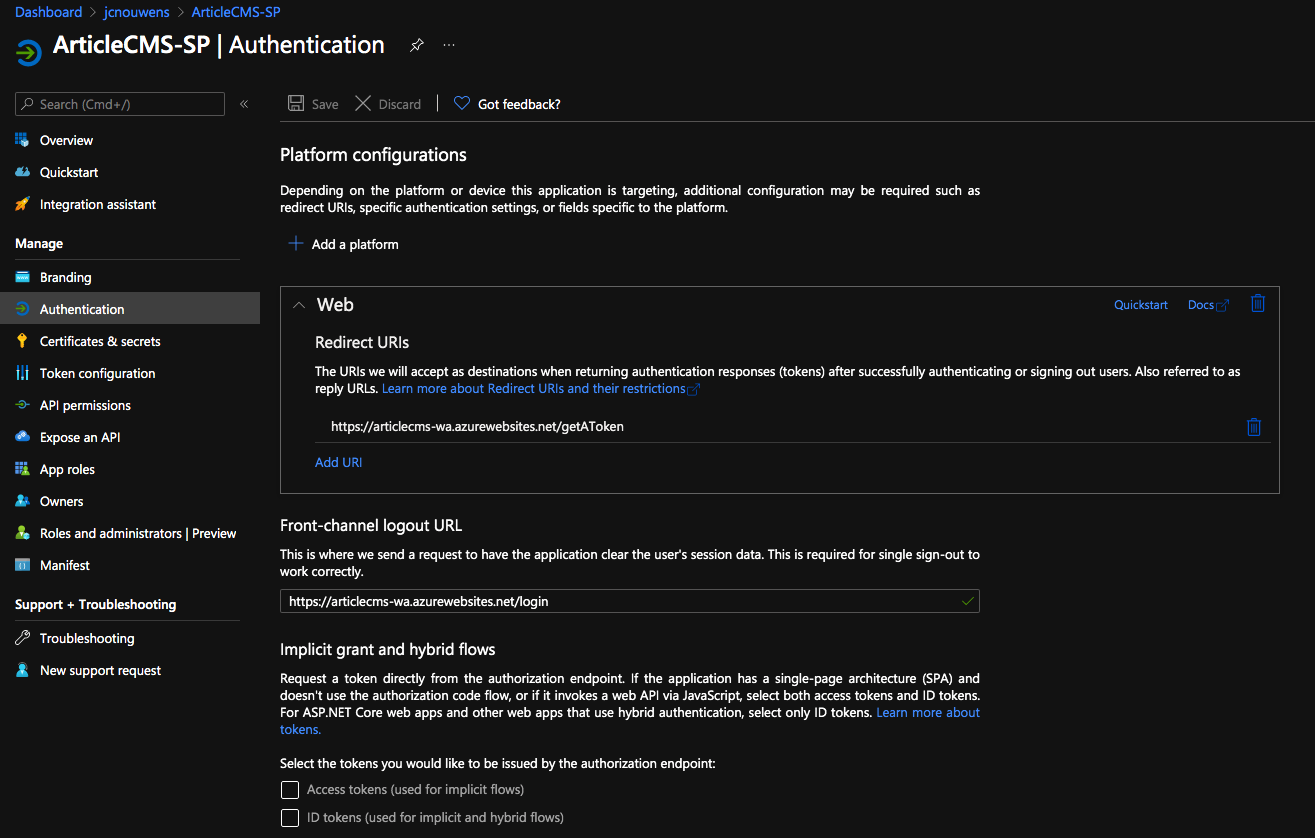 Dashboard > jcnouwens > ArticleCMS-SP
ArticleCMS-SP | Authentication
Search (Cmd+/)
Overview
Quickstart
Integration assistant
Manage
Branding
Authentication
Certificates & secrets
Token configuration
API permissions
Expose an API
App roles
Owners
Roles and administrators | Preview
Manifest
Support + Troubleshooting
Troubleshooting
New support request
Save Discard Got feedback?
Platform configurations
Depending on the platform or device this application is targeting, additional configuration may be required such as
redirect URIs, specific authentication settings, or fields specific to the platform.
Add a platform
Web Quickstart Docs
Redirect URIs
The URIs we will accept as destinations when returning authentication responses (tokens) after successfully authenticating or signing out users. Also referred to as
reply URLs. Learn more about Redirect URIs and their restrictions
https://articlecms-wa.azurewebsites.net/getAToken
Add URI
Front-channel logout URL
This is where we send a request to have the application clear the user's session data. This is required for single sign-out to
work correctly.
https://articlecms-wa.azurewebsites.net/login
Implicit grant and hybrid flows
Request a token directly from the authorization endpoint. If the application has a single-page architecture (SPA) and
doesn't use the authorization code flow, or if it invokes a web API via JavaScript, select both access tokens and ID tokens.
For ASP.NET Core web apps and other web apps that use hybrid authentication, select only ID tokens. Learn more about
tokens.
Select the tokens you would like to be issued by the authorization endpoint:
Access tokens (used for implicit flows)
ID tokens (used for implicit and hybrid flows)